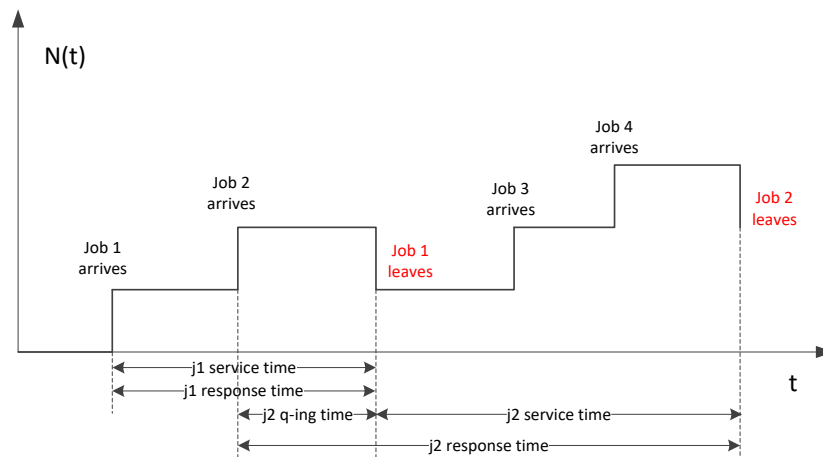 N(t)
Job 4
arrives
Job 2
arrives
Job 3
arrives
Job 2
leaves
Job 1
arrives
Job 1
leaves
j1 service time
t
j1 response time
j2 q-ing time
j2 service time
j2 response time